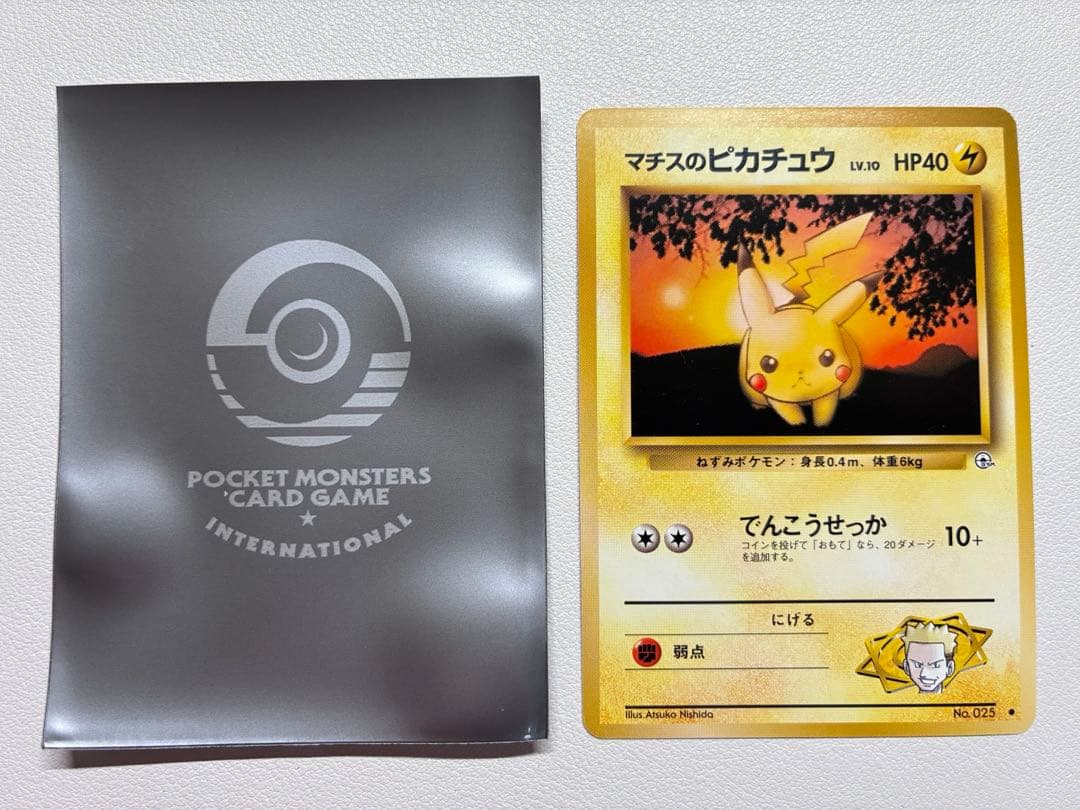 POCKET MONSTERS
CARD GAME
INTERNATIONAL
マチスのピカチュウ LV.10 HP40
ねずみポケモン：身長0.4m、体重6kg
でんこうせっか 10+
コインを投げて「おもて」なら、20ダメージ
を追加する。
にげる
弱点
Illus. Atsuko Nishida
No. 025